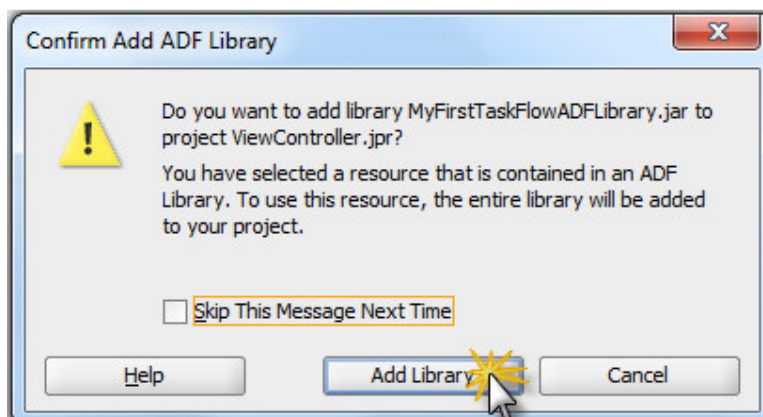 Confirm Add ADF Library
Do you want to add library MyFirstTaskFlowADFLibrary.jar to
project ViewController.jpr?
You have selected a resource that is contained in an ADF
Library. To use this resource, the entire library will be added
to your project.
Skip This Message Next Time
Help
Add Library
Cancel